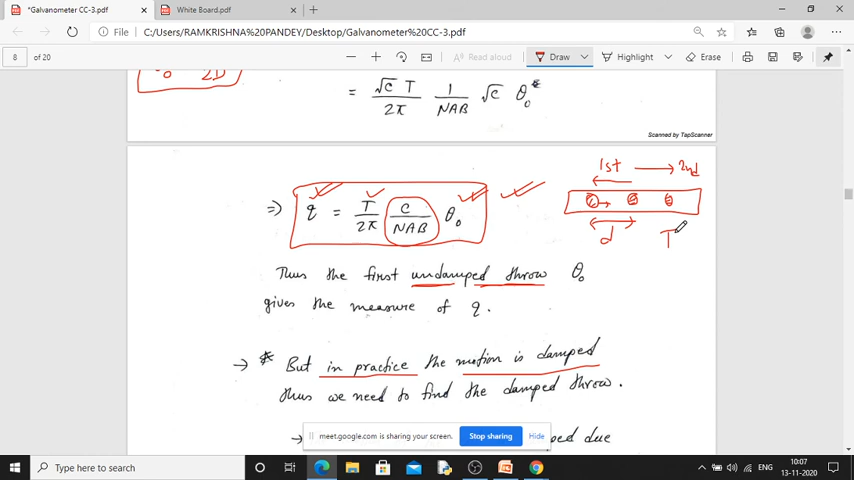 *Galvanometer CC-3.pdf
White Board.pdf
C:/Users/RAMKRISHNA%20PANDEY/Desktop/Galvanometer%20CC-3.pdf
8 of 20
Read aloud
Draw
Highlight
Erase
= √c T / 2π 1 / NAB √c θ₀
Scanned by TapScanner
1st → 2nd
⇒ q = T / 2π c / NAB θ₀
d T
Thus the first undamped throw θ₀
gives the measure of q.
→ * But in practice the motion is damped
thus we need to find the damped throw.
meet.google.com is sharing your screen.
Stop sharing
Hide
ped due
Type here to search
ENG
10:07
13-11-2020